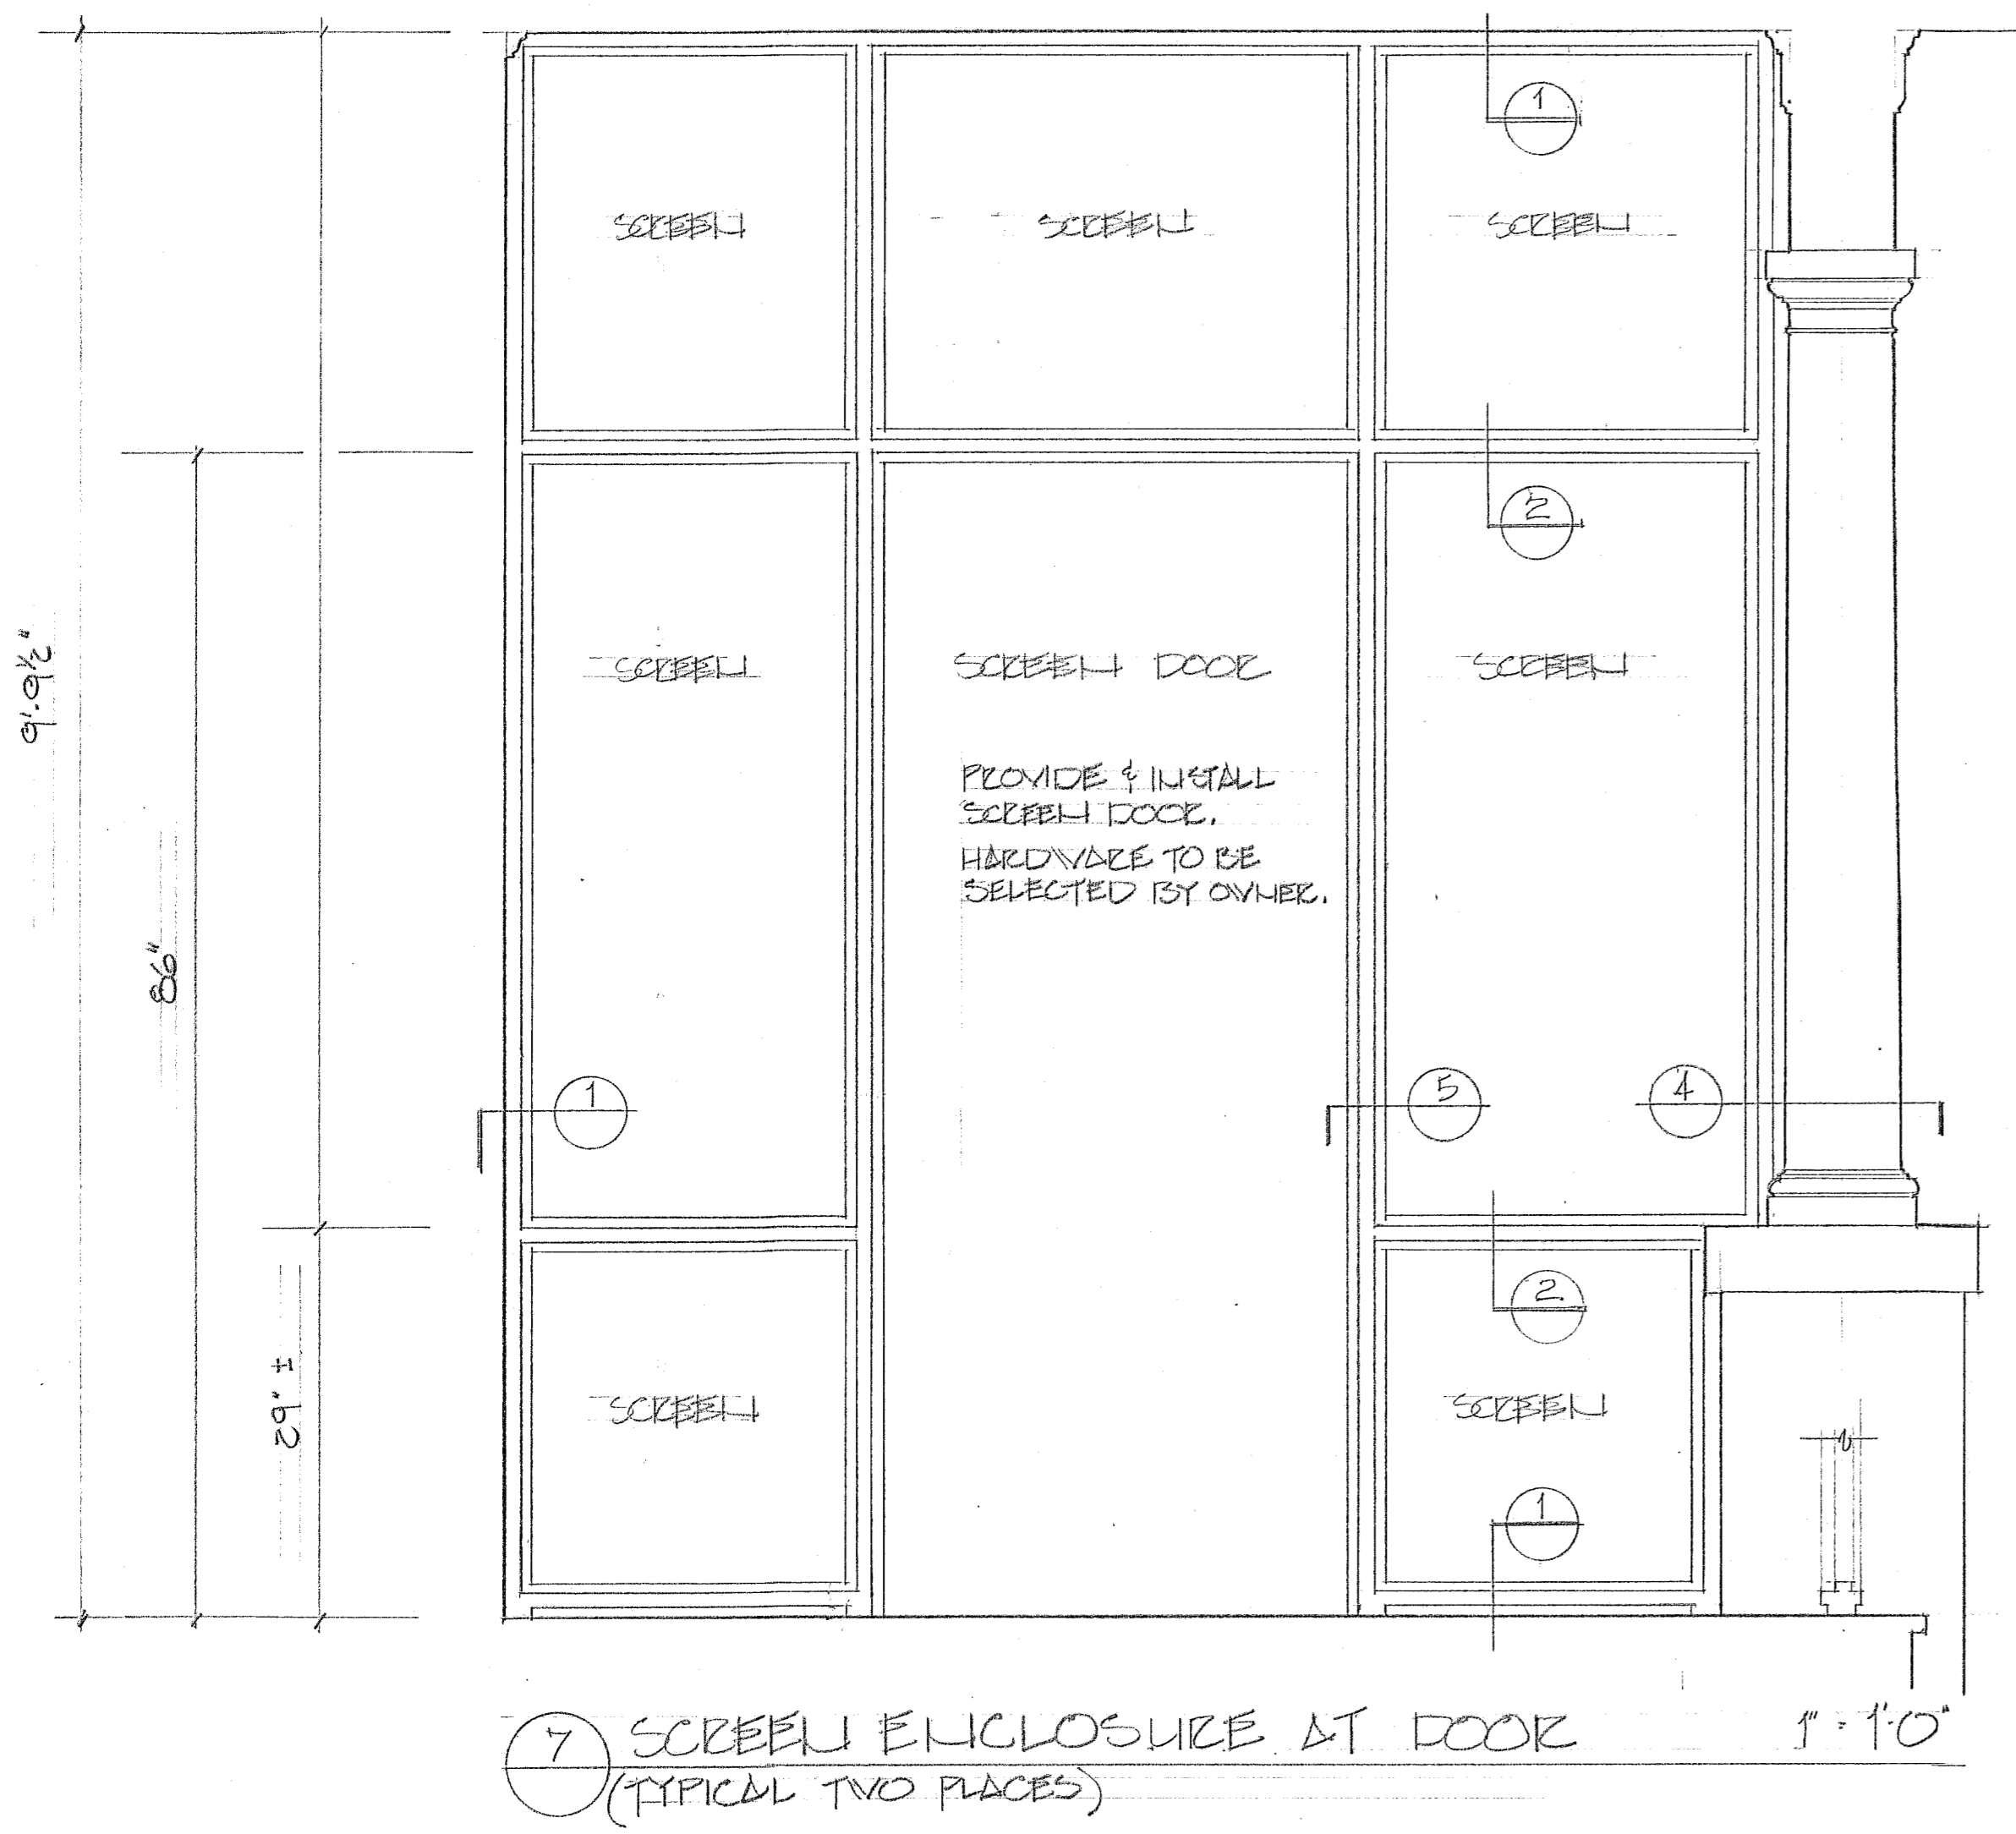 1
SCREEN
SCREEN
SCREEN
2
9'-9½"
SCREEN
SCREEN DOOR
SCREEN
PROVIDE & INSTALL
SCREEN DOOR.
HARDWARE TO BE
SELECTED BY OWNER.
86"
1
5
4
2
29" ±
SCREEN
SCREEN
1
7
SCREEN ENCLOSURE AT DOOR
1" = 1'-0"
(TYPICAL TWO PLACES)